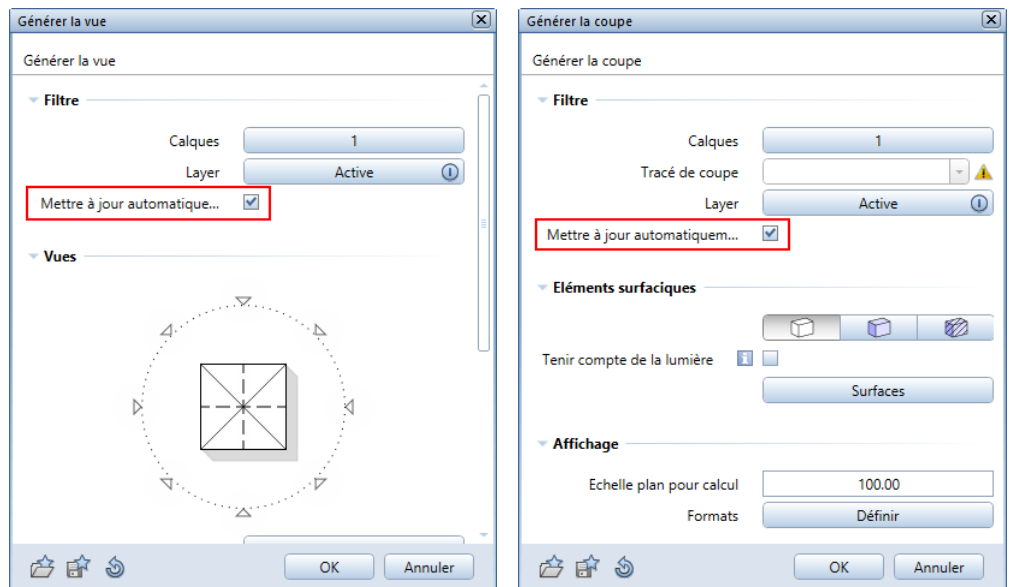 Générer la vue
Générer la vue
Filtre
Calques 1
Layer Active
Mettre à jour automatique...
Vues
OK Annuler
Générer la coupe
Générer la coupe
Filtre
Calques 1
Tracé de coupe
Layer Active
Mettre à jour automatiquem...
Eléments surfaciques
Tenir compte de la lumière
Surfaces
Affichage
Echelle plan pour calcul 100.00
Formats Définir
OK Annuler